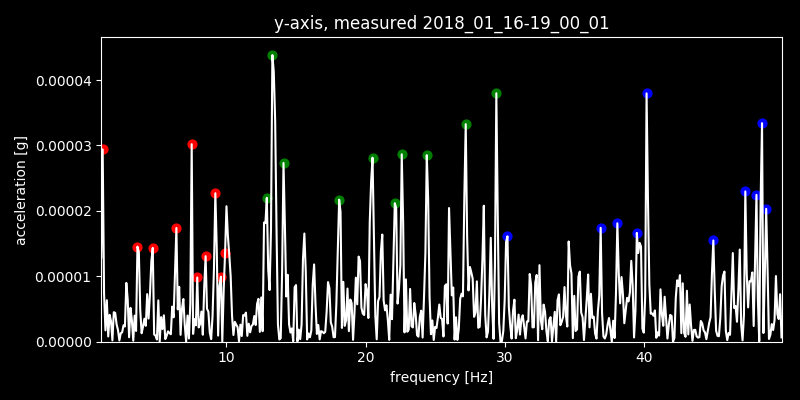 y-axis, measured 2018_01_16-19_00_01
0.00004
0.00003
0.00002
0.00001
0.00000
acceleration [g]
10 20 30 40
frequency [Hz]